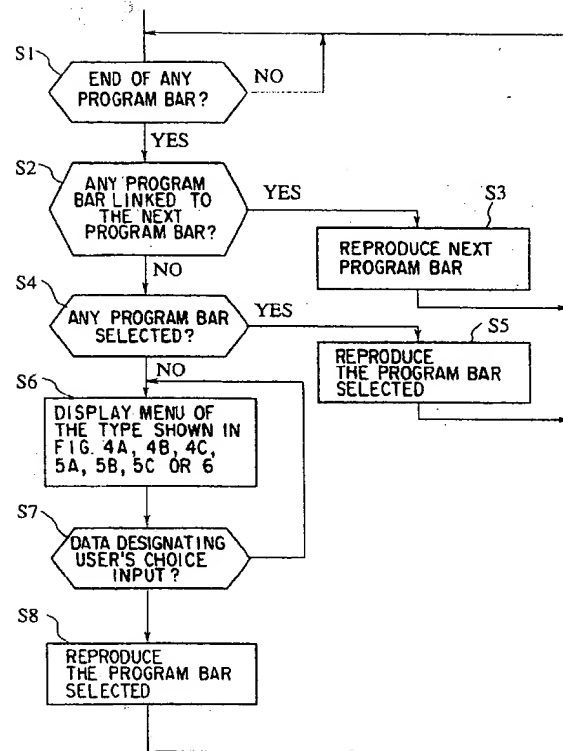 S1
END OF ANY
PROGRAM BAR?
NO
YES
S2
ANY PROGRAM
BAR LINKED TO
THE NEXT
PROGRAM BAR?
YES
S3
REPRODUCE NEXT
PROGRAM BAR
NO
S4
ANY PROGRAM BAR
SELECTED?
YES
S5
REPRODUCE
THE PROGRAM BAR
SELECTED
NO
S6
DISPLAY MENU OF
THE TYPE SHOWN IN
FIG. 4A, 4B, 4C,
5A, 5B, 5C OR 6
S7
DATA DESIGNATING
USER'S CHOICE
INPUT?
S8
REPRODUCE
THE PROGRAM BAR
SELECTED